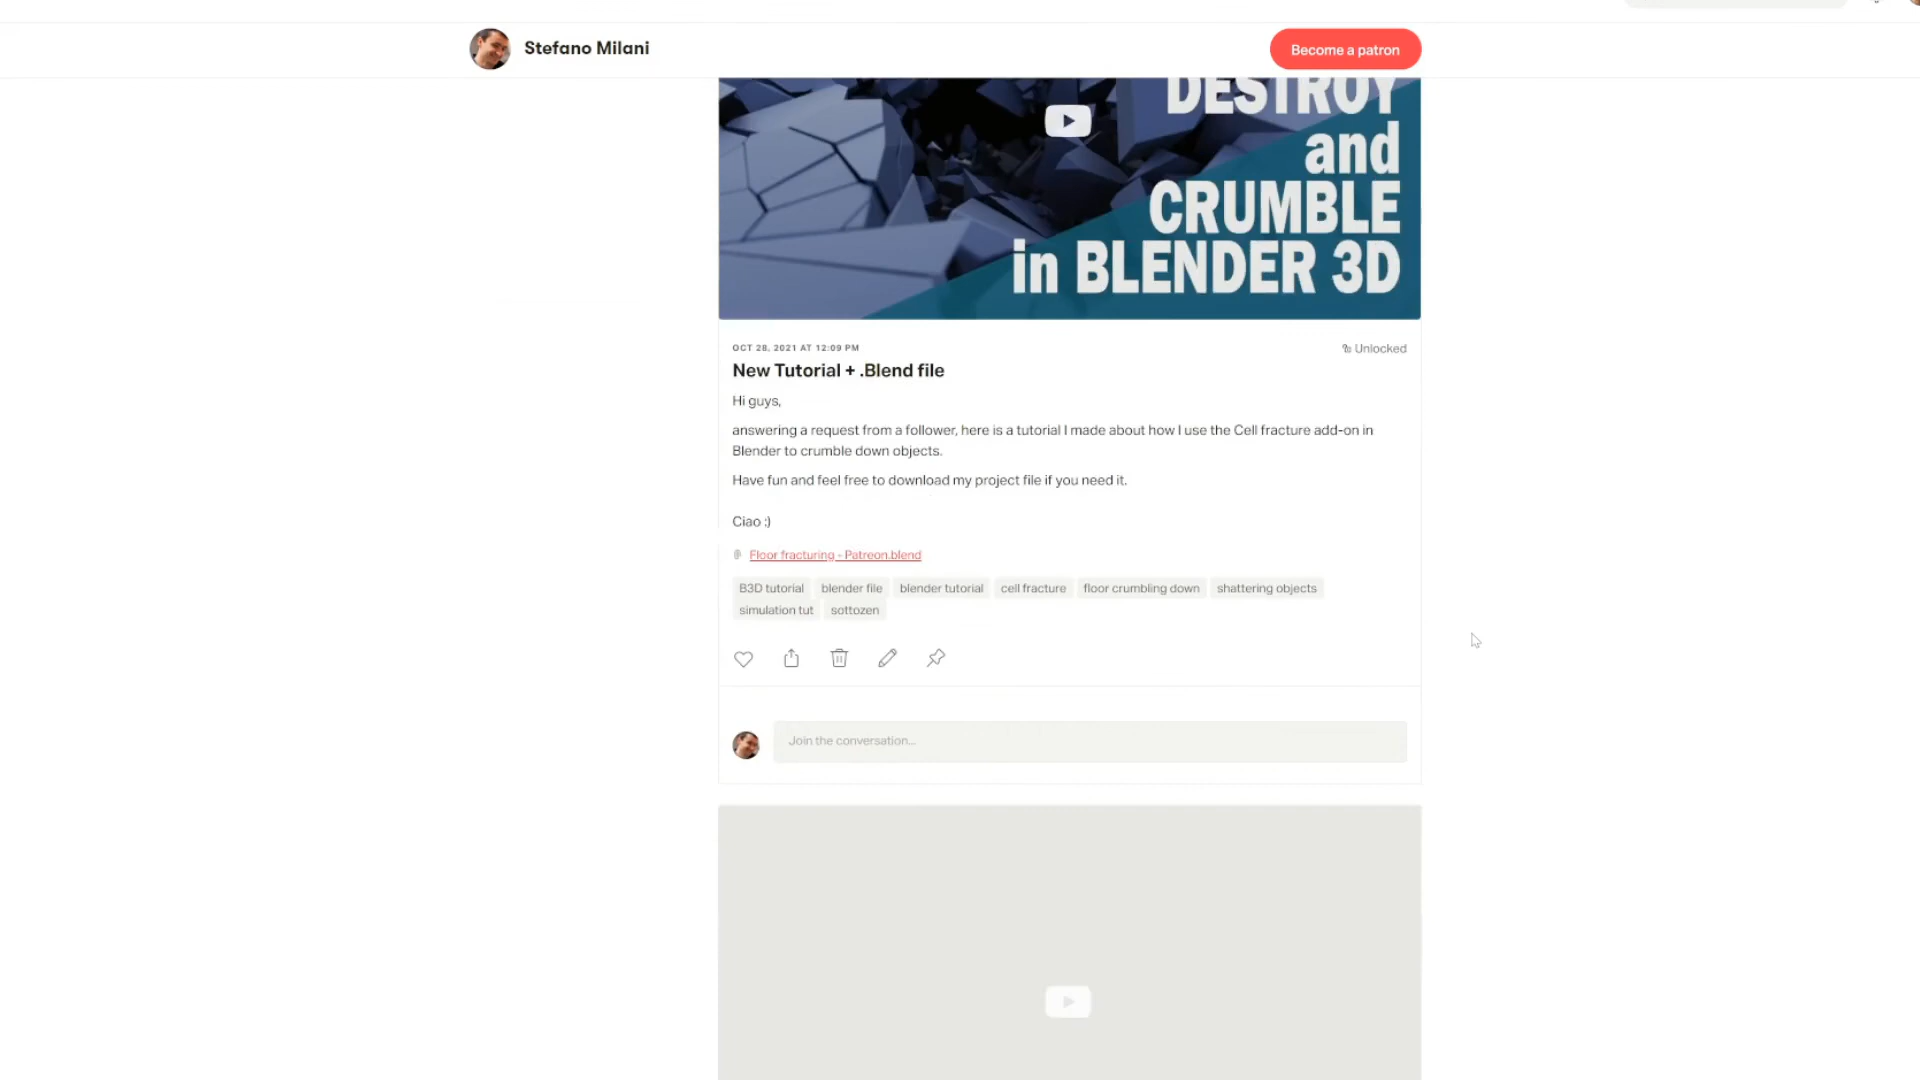 Stefano Milani
Become a patron
DESTROY
and
CRUMBLE
in BLENDER 3D
OCT 28, 2021 AT 12:09 PM
Unlocked
New Tutorial + .Blend file
Hi guys,
answering a request from a follower, here is a tutorial I made about how I use the Cell fracture add-on in
Blender to crumble down objects.
Have fun and feel free to download my project file if you need it.
Ciao :)
Floor fracturing - Patreon.blend
B3D tutorial blender file blender tutorial cell fracture floor crumbling down shattering objects
simulation tut sottozen
Join the conversation...